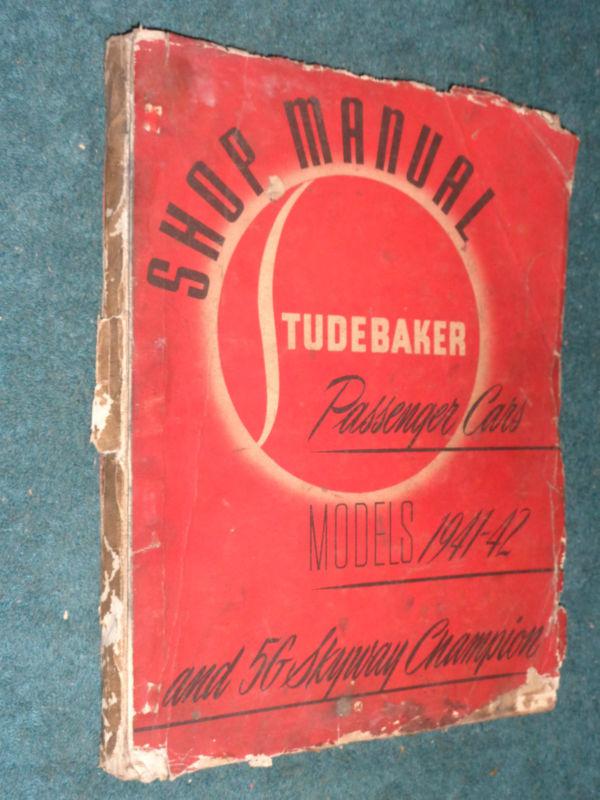 SHOP MANUAL
STUDEBAKER
Passenger Cars
MODELS 1941-42
and 5G Skyway Champion